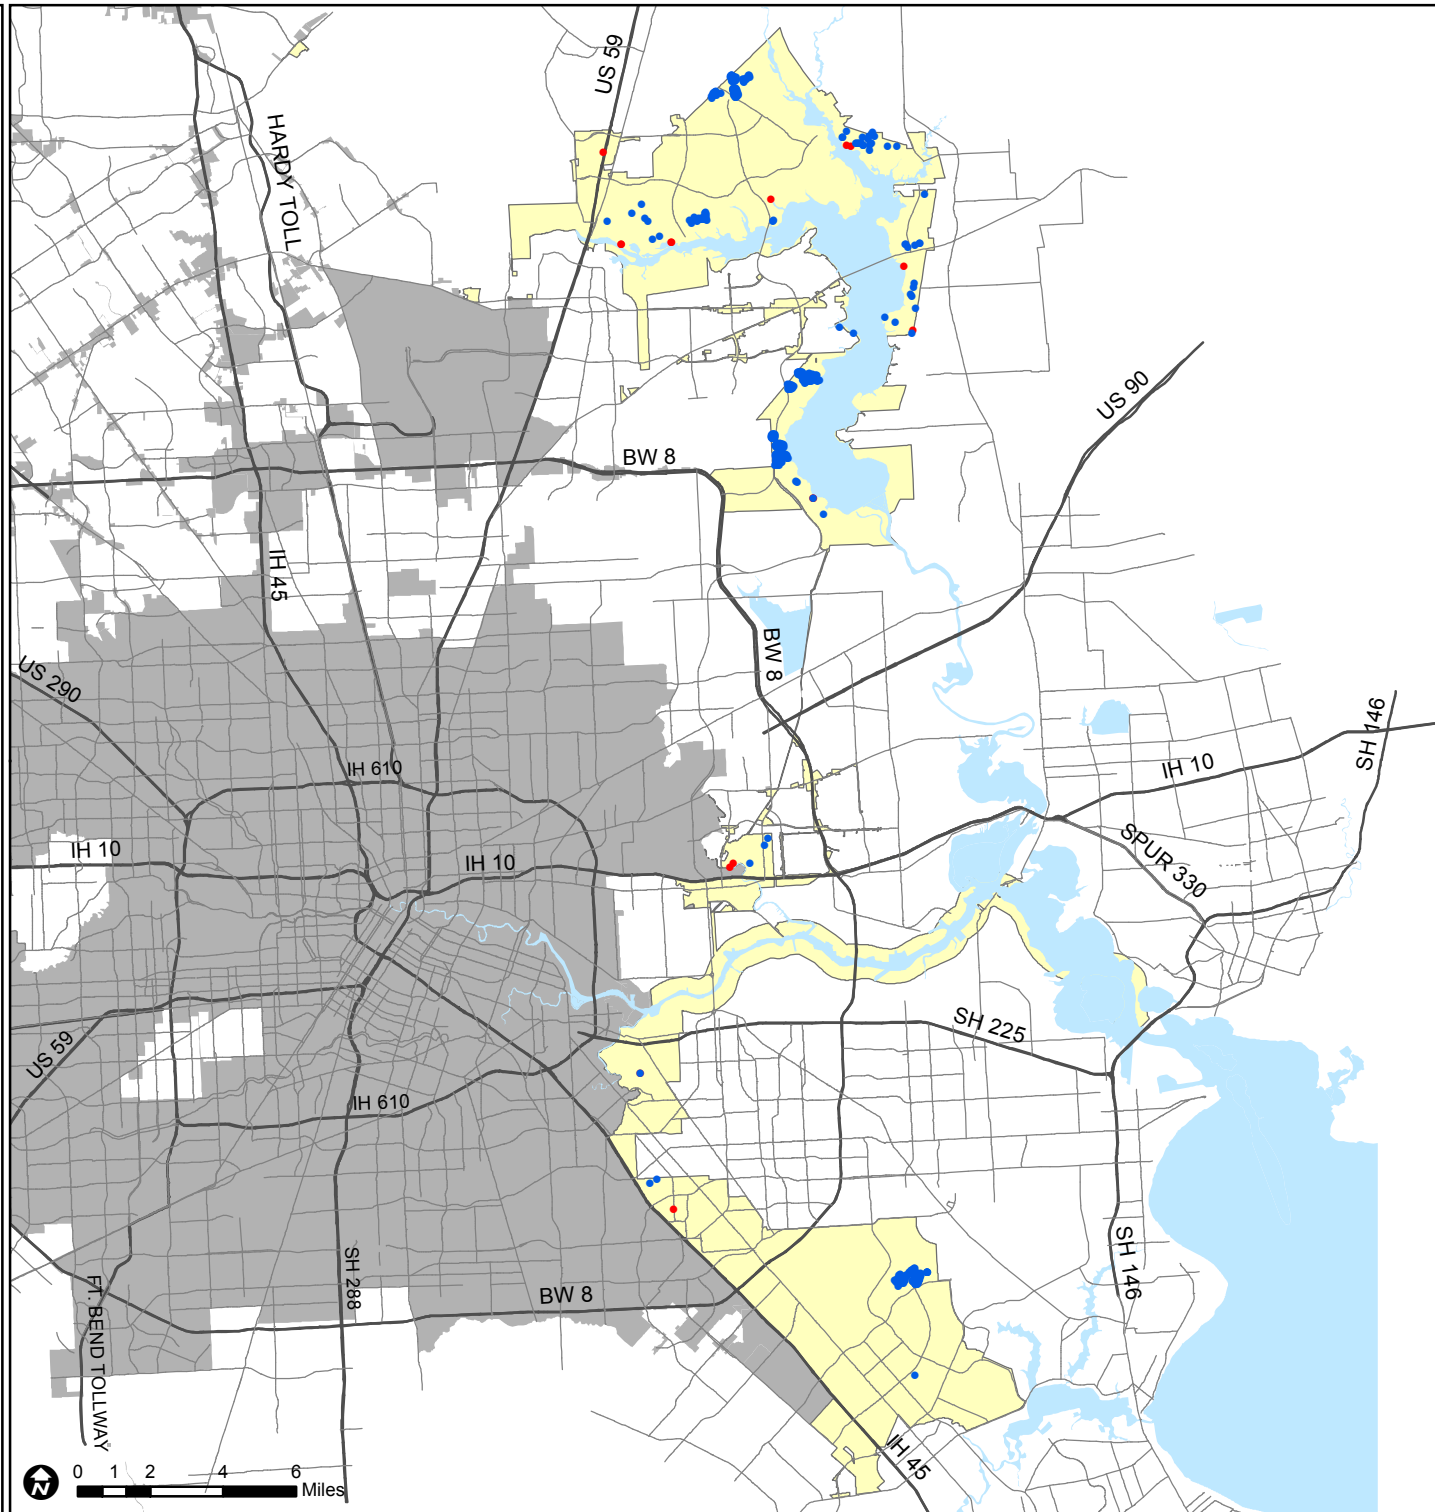 US 59
HARDY TOLL
US 90
BW 8
IH 45
BW 8
US 290
SH 146
IH 610
IH 10
IH 10
IH 10
SPUR 330
SH 225
US 59
IH 610
SH 146
SH 288
BW 8
FT. BEND TOLLWAY
IH 45
N
0 1 2 4 6
Miles